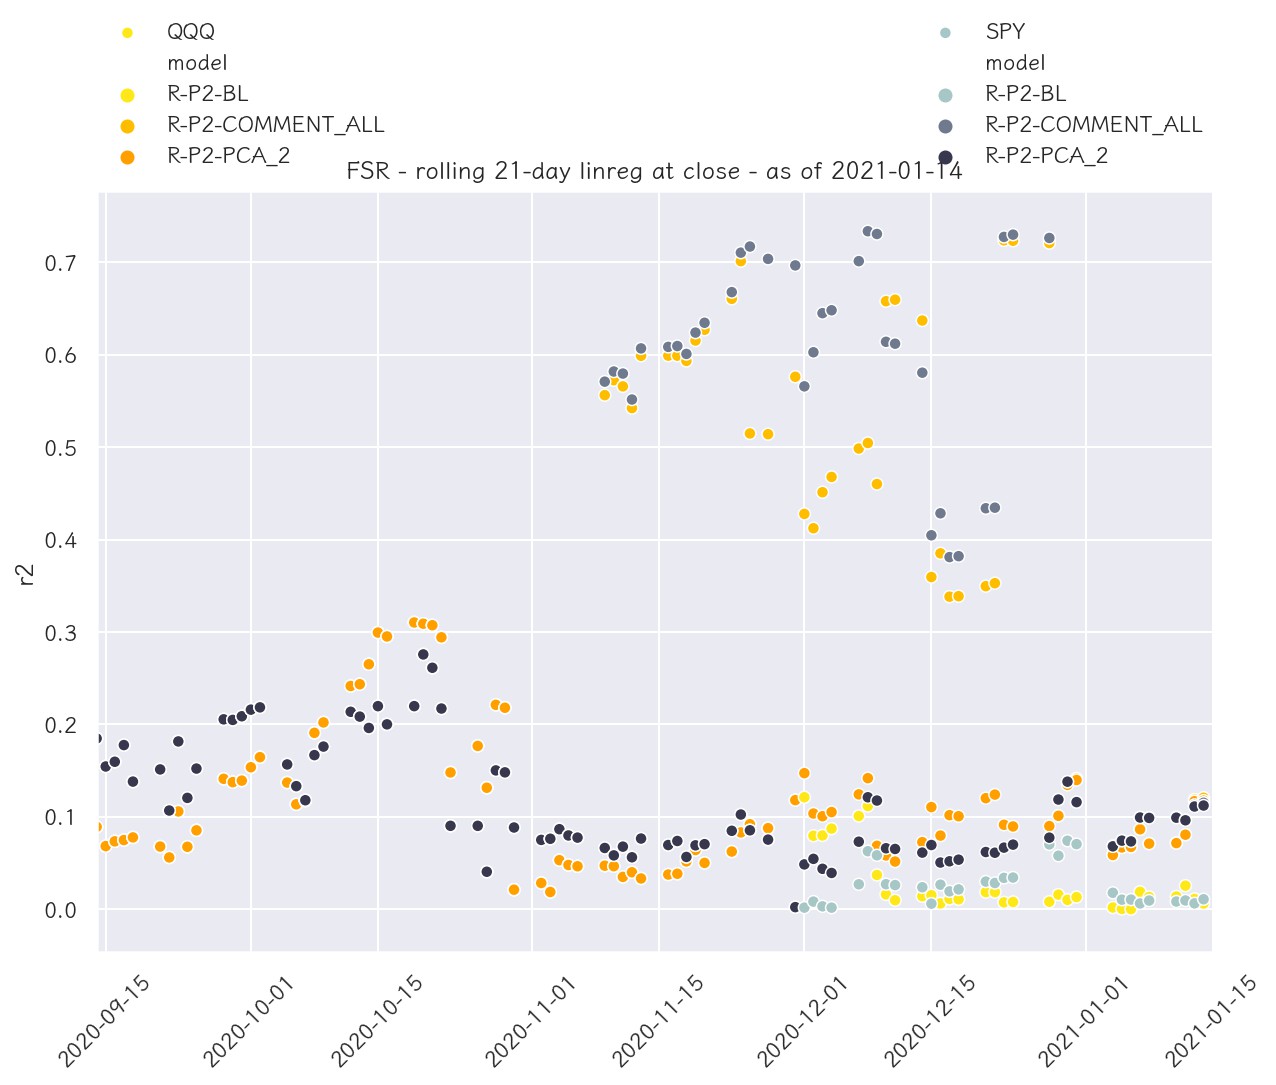 QQQ
model
R-P2-BL
R-P2-COMMENT_ALL
R-P2-PCA_2
SPY
model
R-P2-BL
R-P2-COMMENT_ALL
R-P2-PCA_2
FSR - rolling 21-day linreg at close - as of 2021-01-14
r2
0.7
0.6
0.5
0.4
0.3
0.2
0.1
0.0
2020-09-15
2020-10-01
2020-10-15
2020-11-01
2020-11-15
2020-12-01
2020-12-15
2021-01-01
2021-01-15